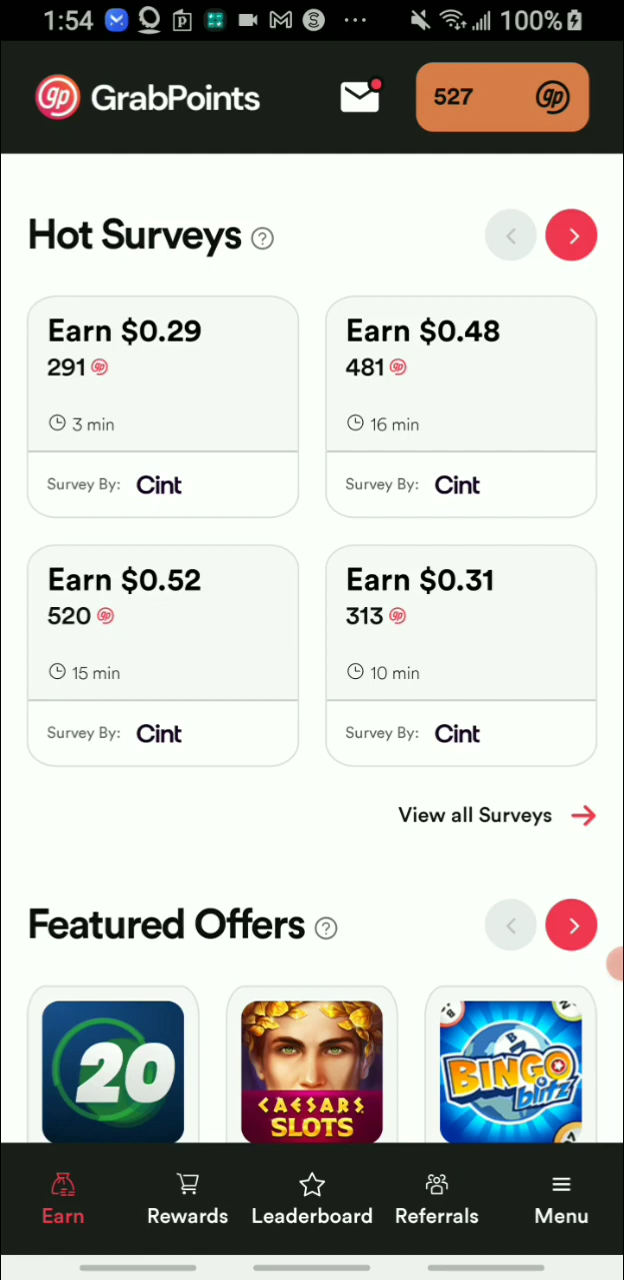 1:54 100%
GrabPoints 527
Hot Surveys
Earn $0.29 Earn $0.48
291 481
3 min 16 min
Survey By: Cint Survey By: Cint
Earn $0.52 Earn $0.31
520 313
15 min 10 min
Survey By: Cint Survey By: Cint
View all Surveys
Featured Offers
20 CAESARS SLOTS BINGO blitz
Earn Rewards Leaderboard Referrals Menu